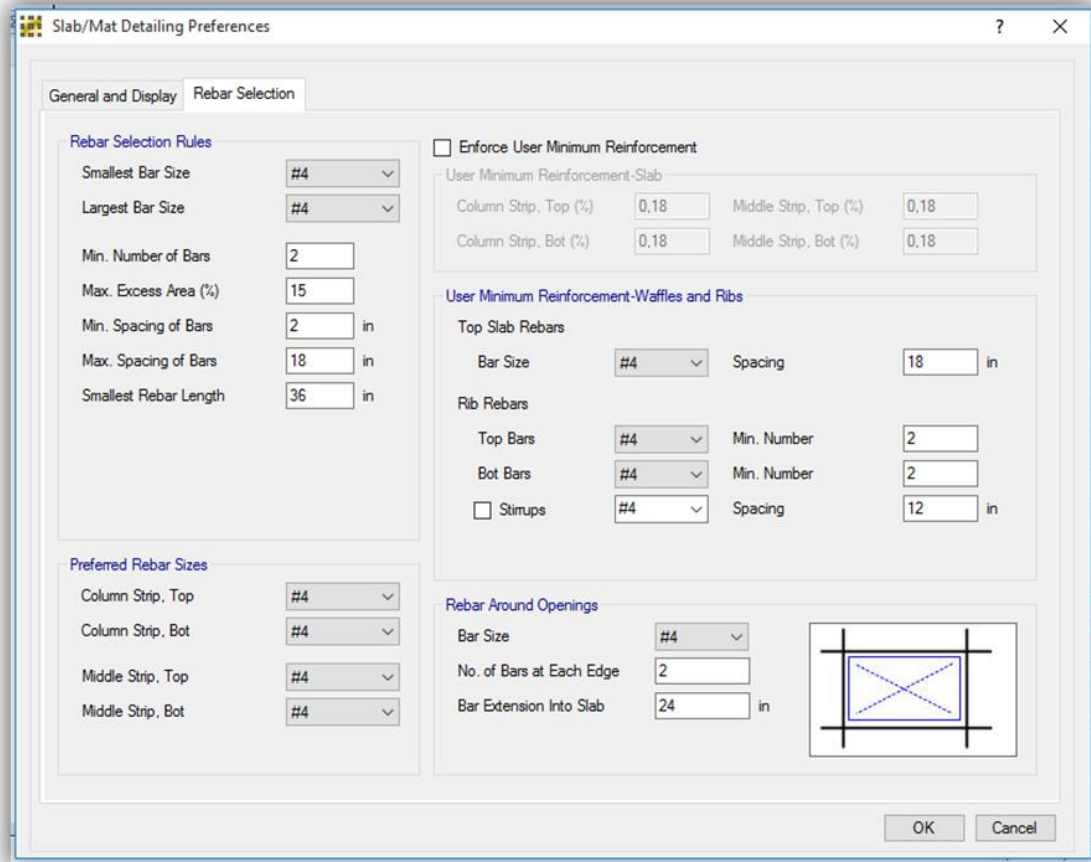 Slab/Mat Detailing Preferences ?
General and Display Rebar Selection
Rebar Selection Rules
Smallest Bar Size #4
Largest Bar Size #4
Min. Number of Bars 2
Max. Excess Area (%) 15
Min. Spacing of Bars 2 in
Max. Spacing of Bars 18 in
Smallest Rebar Length 36 in
Preferred Rebar Sizes
Column Strip, Top #4
Column Strip, Bot #4
Middle Strip, Top #4
Middle Strip, Bot #4
Enforce User Minimum Reinforcement
User Minimum Reinforcement-Slab
Column Strip, Top (%) 0,18 Middle Strip, Top (%) 0,18
Column Strip, Bot (%) 0,18 Middle Strip, Bot (%) 0,18
User Minimum Reinforcement-Waffles and Ribs
Top Slab Rebars
Bar Size #4 Spacing 18 in
Rib Rebars
Top Bars #4 Min. Number 2
Bot Bars #4 Min. Number 2
Stirrups #4 Spacing 12 in
Rebar Around Openings
Bar Size #4
No. of Bars at Each Edge 2
Bar Extension Into Slab 24 in
OK Cancel